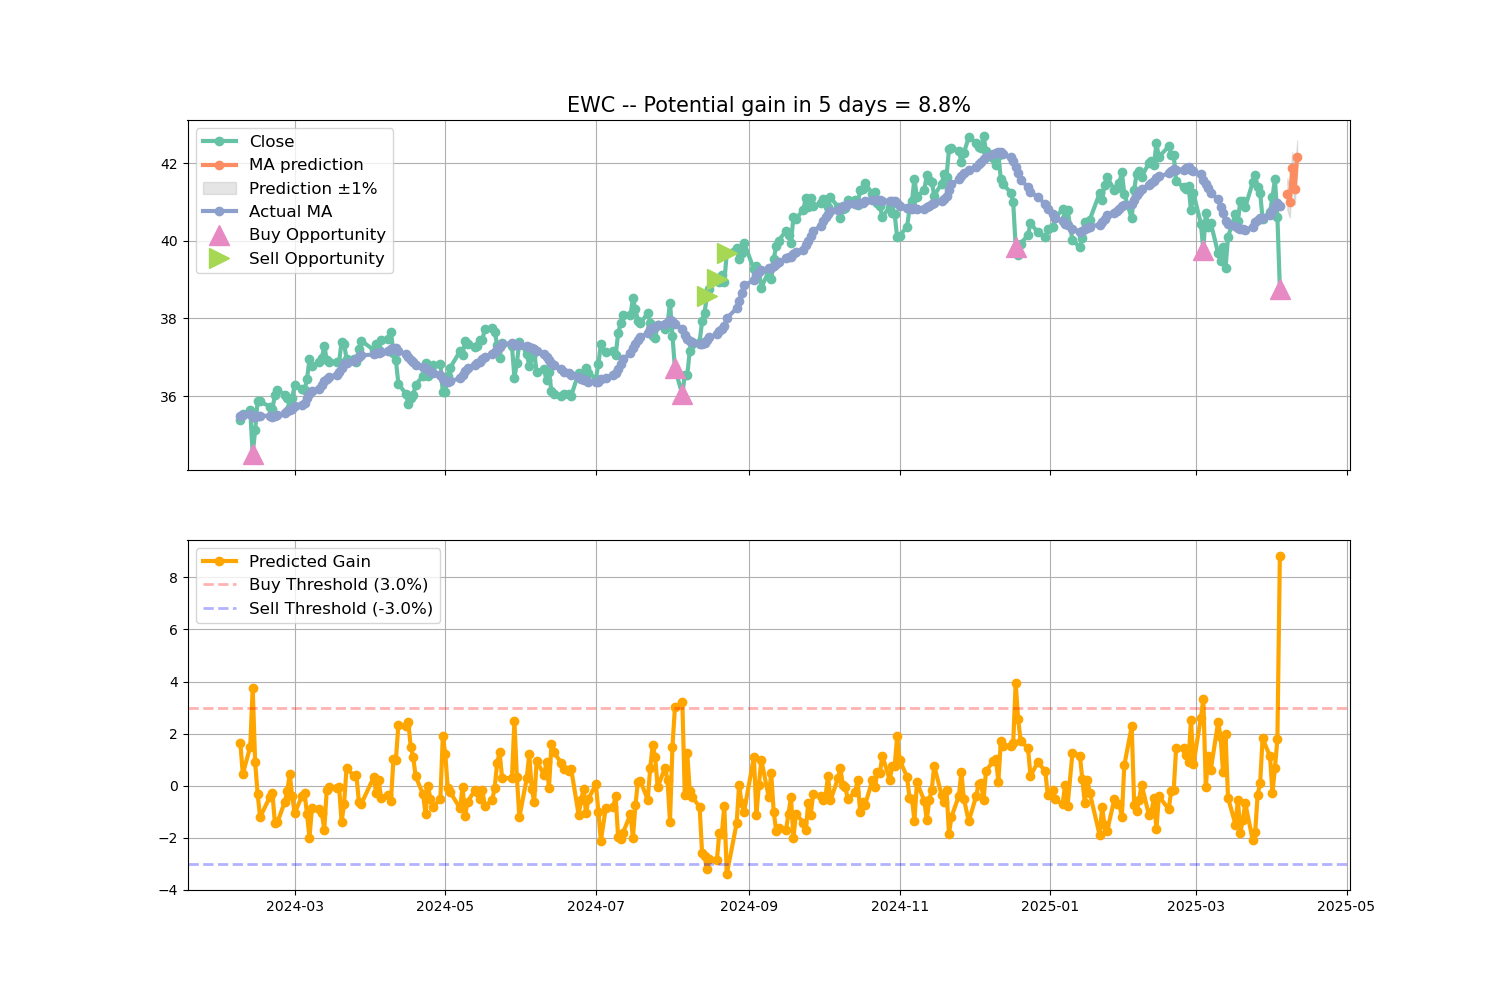 EWC -- Potential gain in 5 days = 8.8%
Close
MA prediction
Prediction ±1%
Actual MA
Buy Opportunity
Sell Opportunity
42
40
38
36
Predicted Gain
Buy Threshold (3.0%)
Sell Threshold (-3.0%)
8
6
4
2
0
−2
−4
2024-03 2024-05 2024-07 2024-09 2024-11 2025-01 2025-03 2025-05